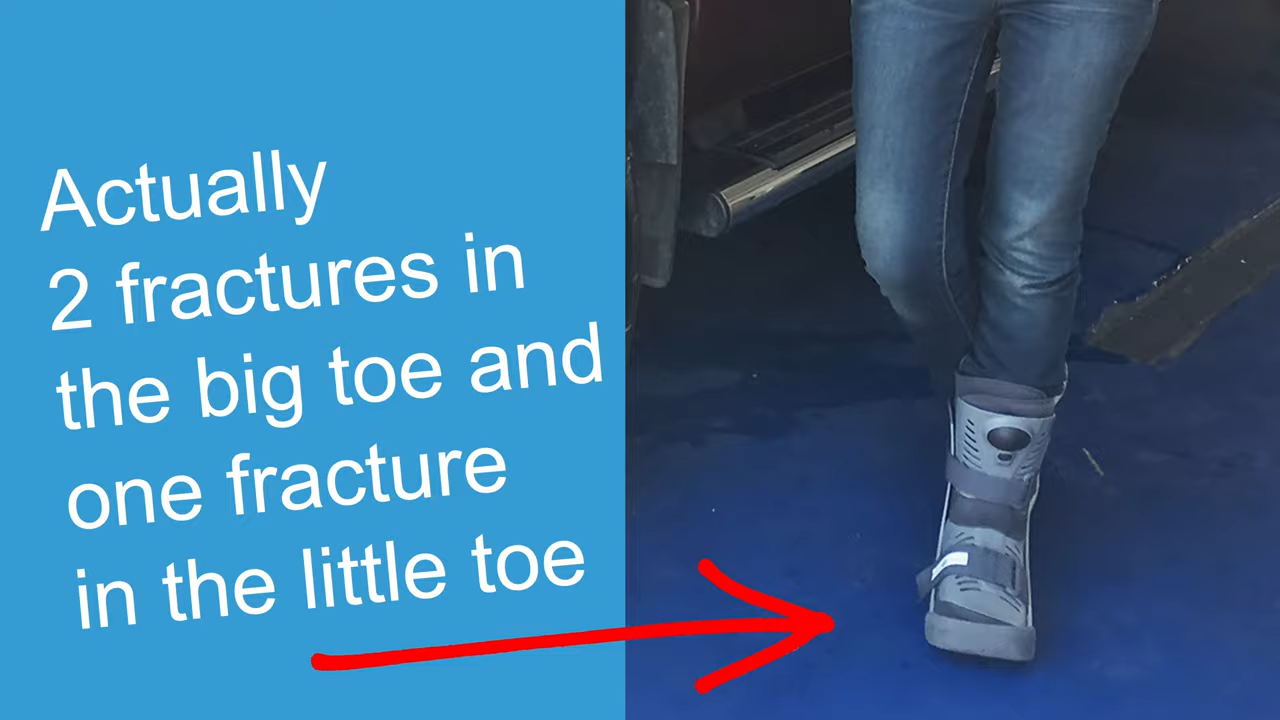 Actually
2 fractures in
the big toe and
one fracture
in the little toe